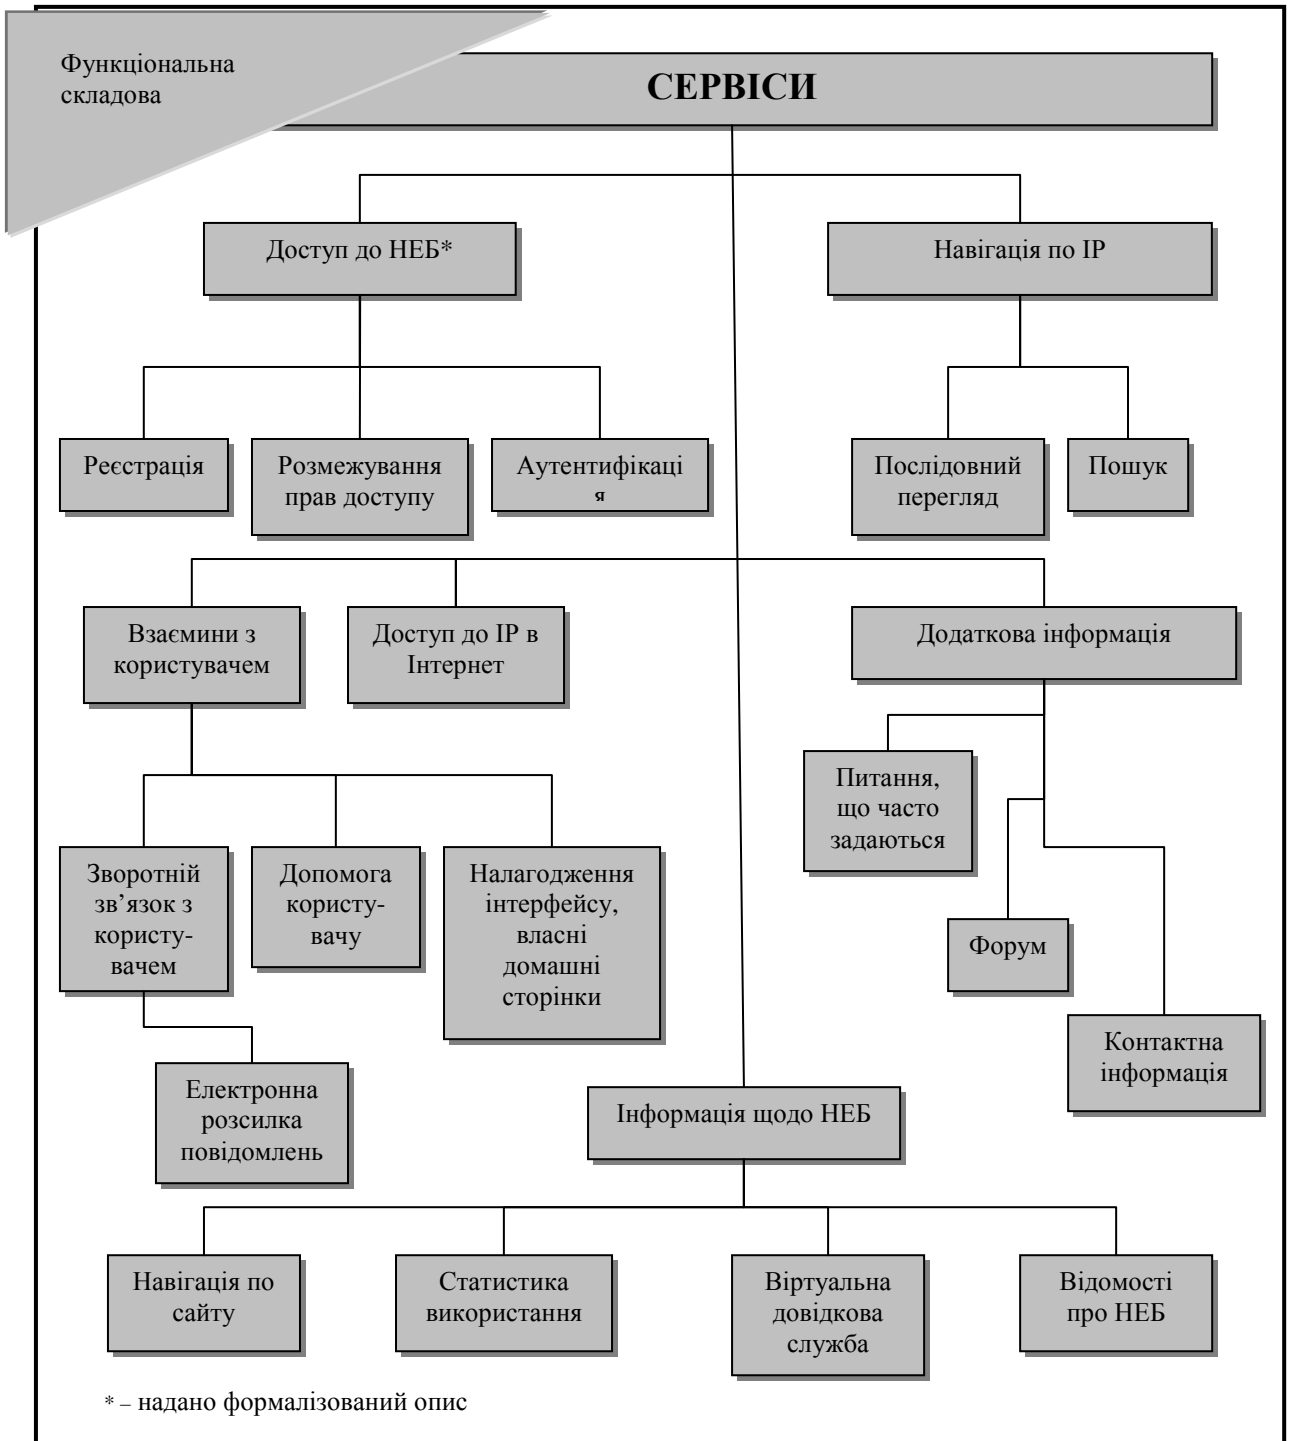 Функціональна
складова
СЕРВІСИ
Доступ до НЕБ*
Навігація по ІР
Реєстрація
Розмежування
прав доступу
Аутентифікаці
я
Послідовний
перегляд
Пошук
Взаємини з
користувачем
Доступ до ІР в
Інтернет
Додаткова інформація
Питання,
що часто
задаються
Зворотній
зв’язок з
користу-
вачем
Допомога
користу-
вачу
Налагодження
інтерфейсу,
власні
домашні
сторінки
Форум
Контактна
інформація
Електронна
розсилка
повідомлень
Інформація щодо НЕБ
Навігація по
сайту
Статистика
використання
Віртуальна
довідкова
служба
Відомості
про НЕБ
* – надано формалізований опис